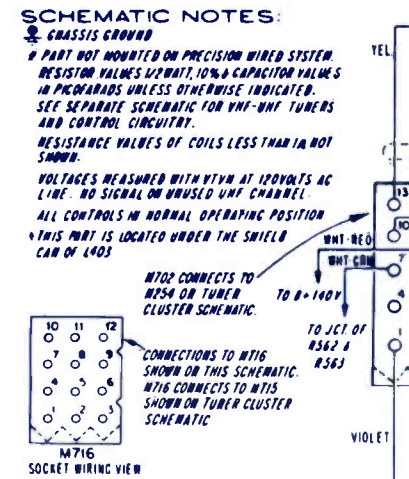 SCHEMATIC NOTES:
CHASSIS GROUND
# PART NOT MOUNTED ON PRECISION WIRED SYSTEM.
RESISTOR VALUES 1/2 WATT, 10% & CAPACITOR VALUES
IN PICOFARADS UNLESS OTHERWISE INDICATED.
SEE SEPARATE SCHEMATIC FOR VHF-UHF TUNERS
AND CONTROL CIRCUITRY.
RESISTANCE VALUES OF COILS LESS THAN 1Ω NOT
SHOWN.
VOLTAGES MEASURED WITH VTVM AT 120VOLTS AC
LINE. NO SIGNAL ON UNUSED UHF CHANNEL.
ALL CONTROLS IN NORMAL OPERATING POSITION
THIS PART IS LOCATED UNDER THE SHIELD
CAN OF L403
M702 CONNECTS TO
M254 ON TUNER
CLUSTER SCHEMATIC.
YEL.
13
10
WHT-RED
WHT-GRN
7
4
1
TO B+140V
TO JCT. OF
R562 &
R563
VIOLET
10 11 12
7 8 9
4 5 6
1 2 3
M716
SOCKET WIRING VIEW
CONNECTIONS TO M716
SHOWN ON THIS SCHEMATIC.
M716 CONNECTS TO M715
SHOWN ON TUNER CLUSTER
SCHEMATIC